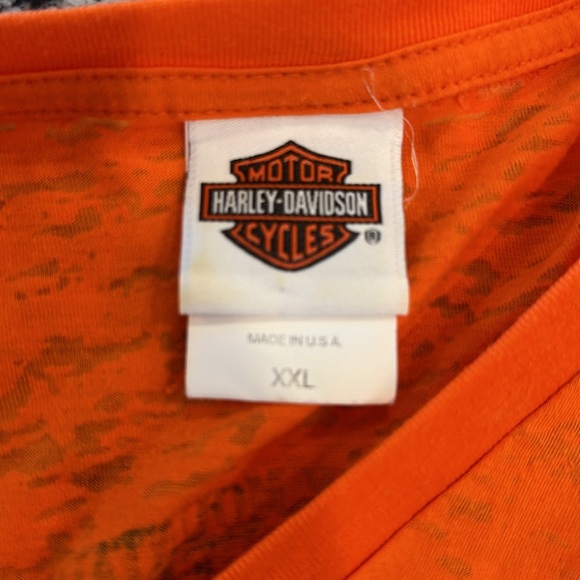 MOTOR
HARLEY-DAVIDSON
CYCLES
®
MADE IN U.S.A.
XXL